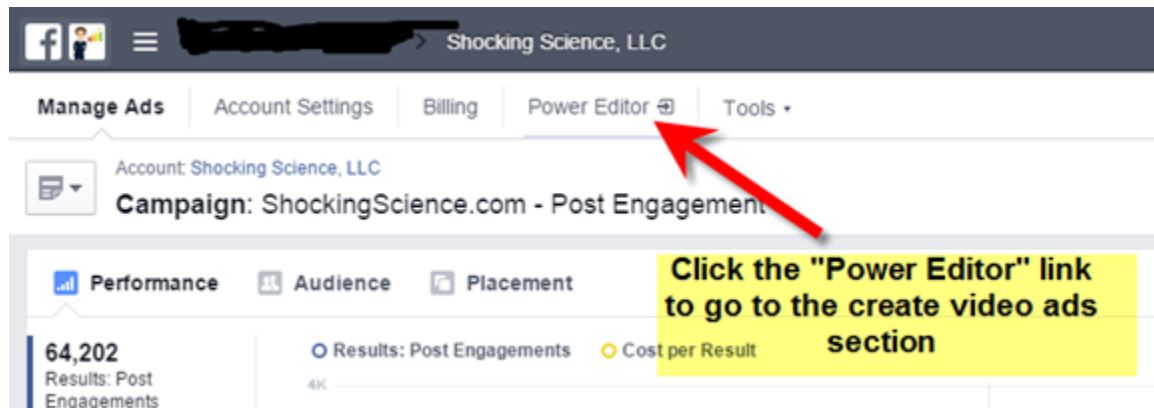 f > Shocking Science, LLC
Manage Ads Account Settings Billing Power Editor Tools
Account: Shocking Science, LLC
Campaign: ShockingScience.com - Post Engagement
Performance Audience Placement
Click the "Power Editor" link
to go to the create video ads
section
64,202
Results: Post
Engagements
Results: Post Engagements Cost per Result
4K